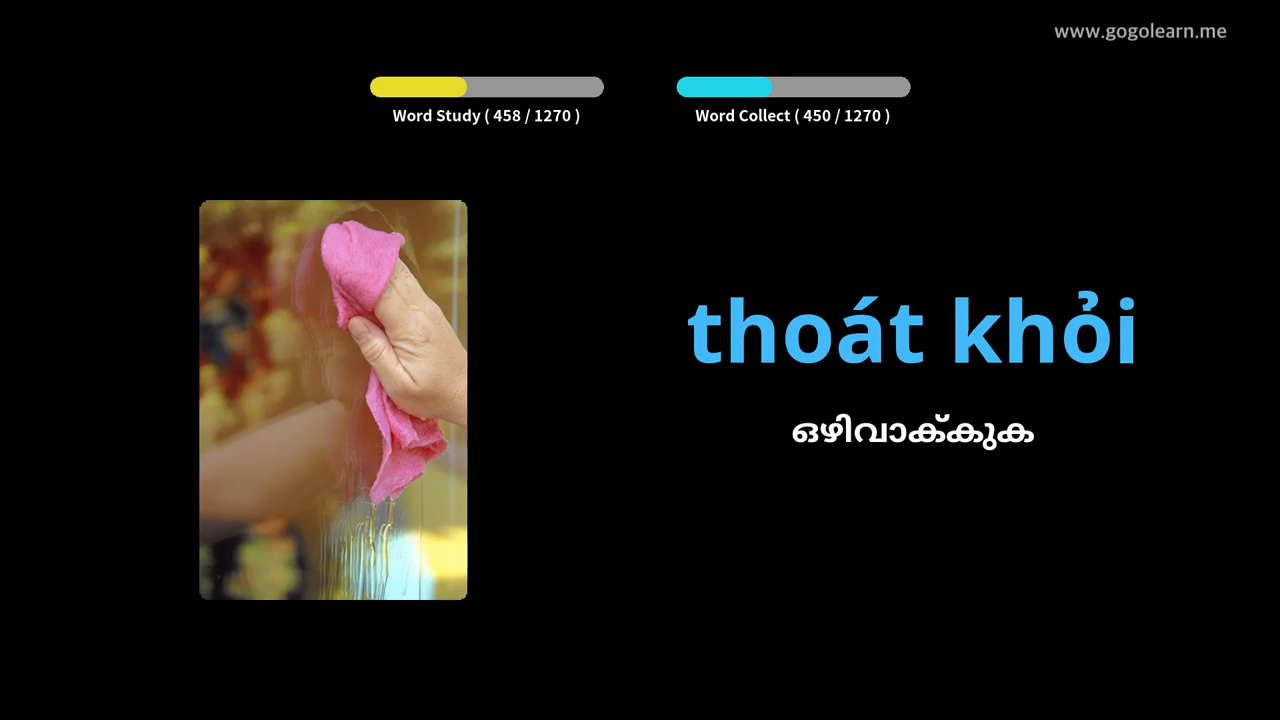 www.gogolearn.me
Word Study ( 458 / 1270 )
Word Collect ( 450 / 1270 )
thoát khỏi
ഒഴിവാക്കുക